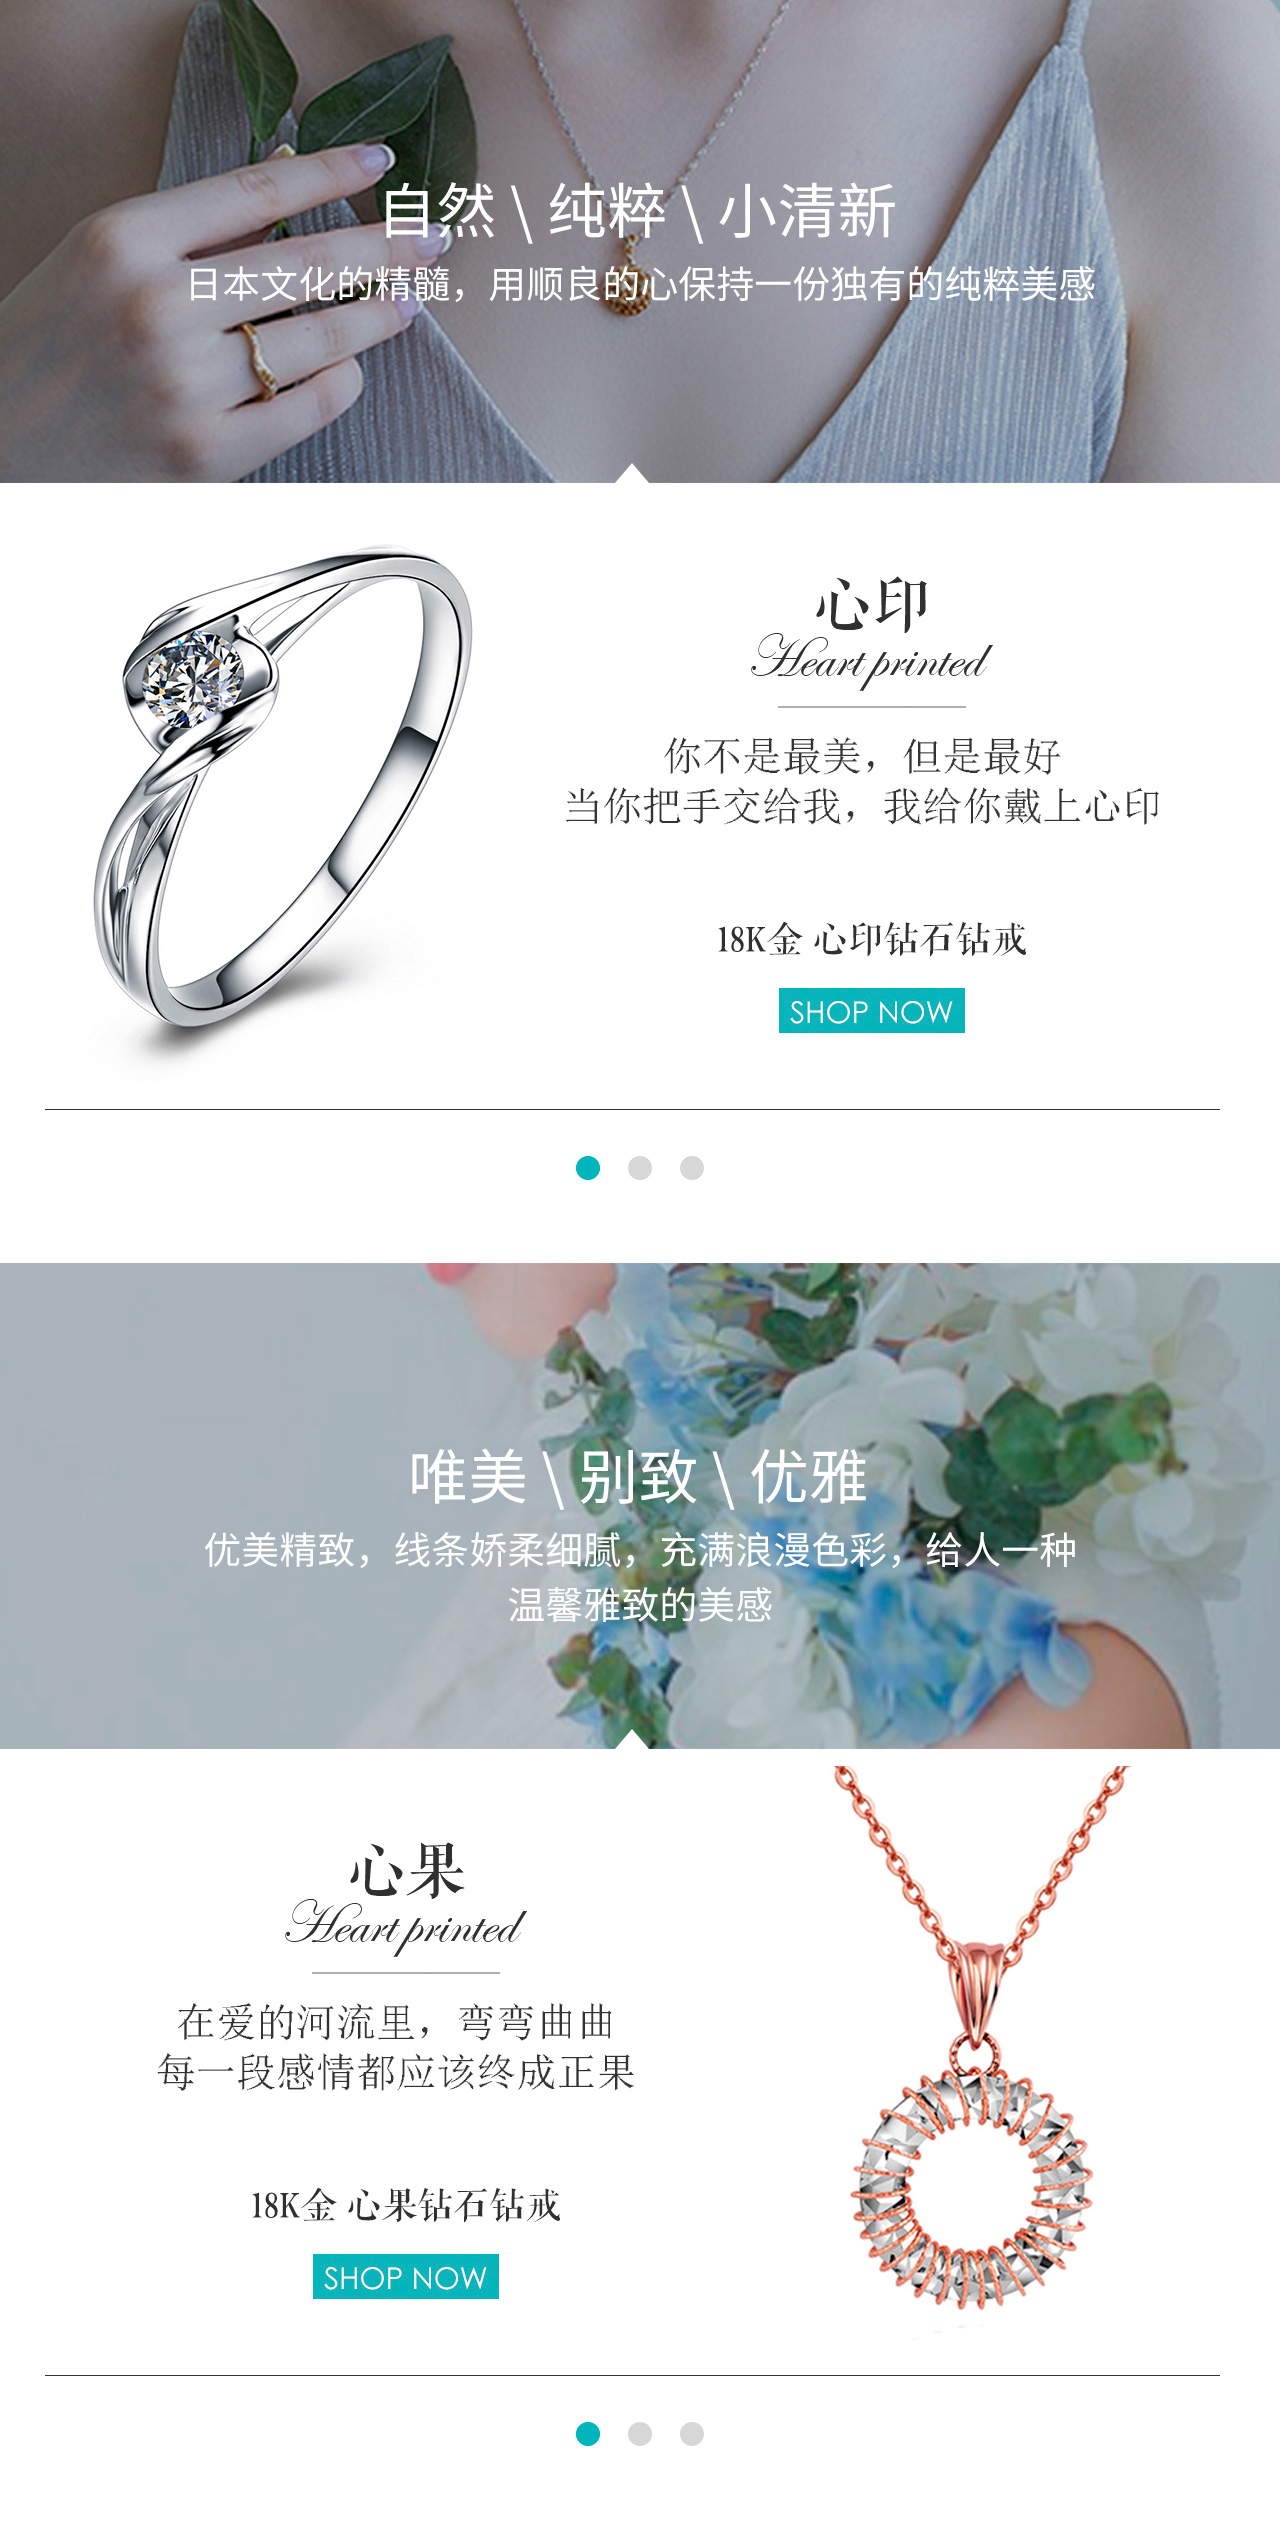 自然 \ 纯粹 \ 小清新
日本文化的精髓，用顺良的心保持一份独有的纯粹美感
心印
Heart printed
你不是最美，但是最好
当你把手交给我，我给你戴上心印
18K金 心印钻石钻戒
SHOP NOW
唯美 \ 别致 \ 优雅
优美精致，线条娇柔细腻，充满浪漫色彩，给人一种
温馨雅致的美感
心果
Heart printed
在爱的河流里，弯弯曲曲
每一段感情都应该终成正果
18K金 心果钻石钻戒
SHOP NOW